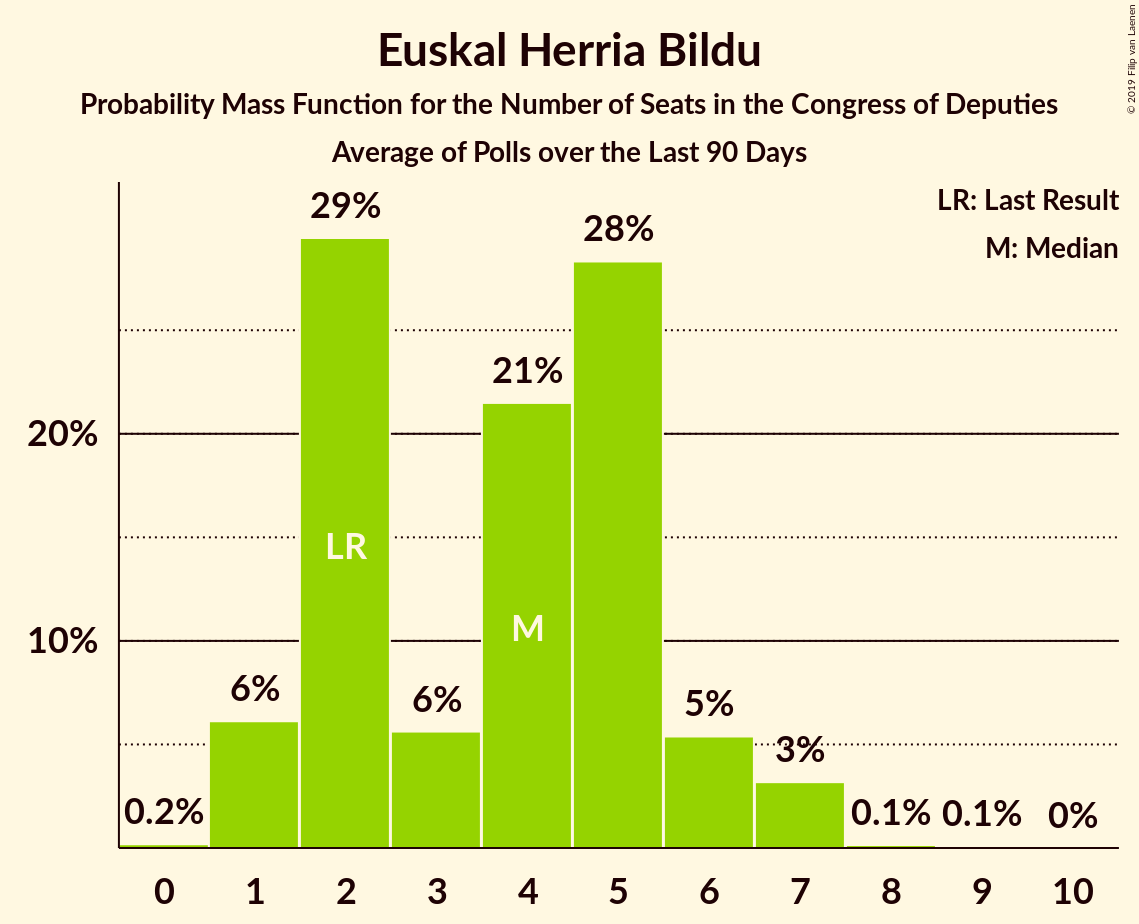 Euskal Herria Bildu
Probability Mass Function for the Number of Seats in the Congress of Deputies
Average of Polls over the Last 90 Days
© 2019 Filip van Laenen
LR: Last Result
M: Median
29%
28%
21%
20%
LR
M
10%
6%
6%
5%
3%
0.2%
0.1%
0.1%
0%
0 1 2 3 4 5 6 7 8 9 10